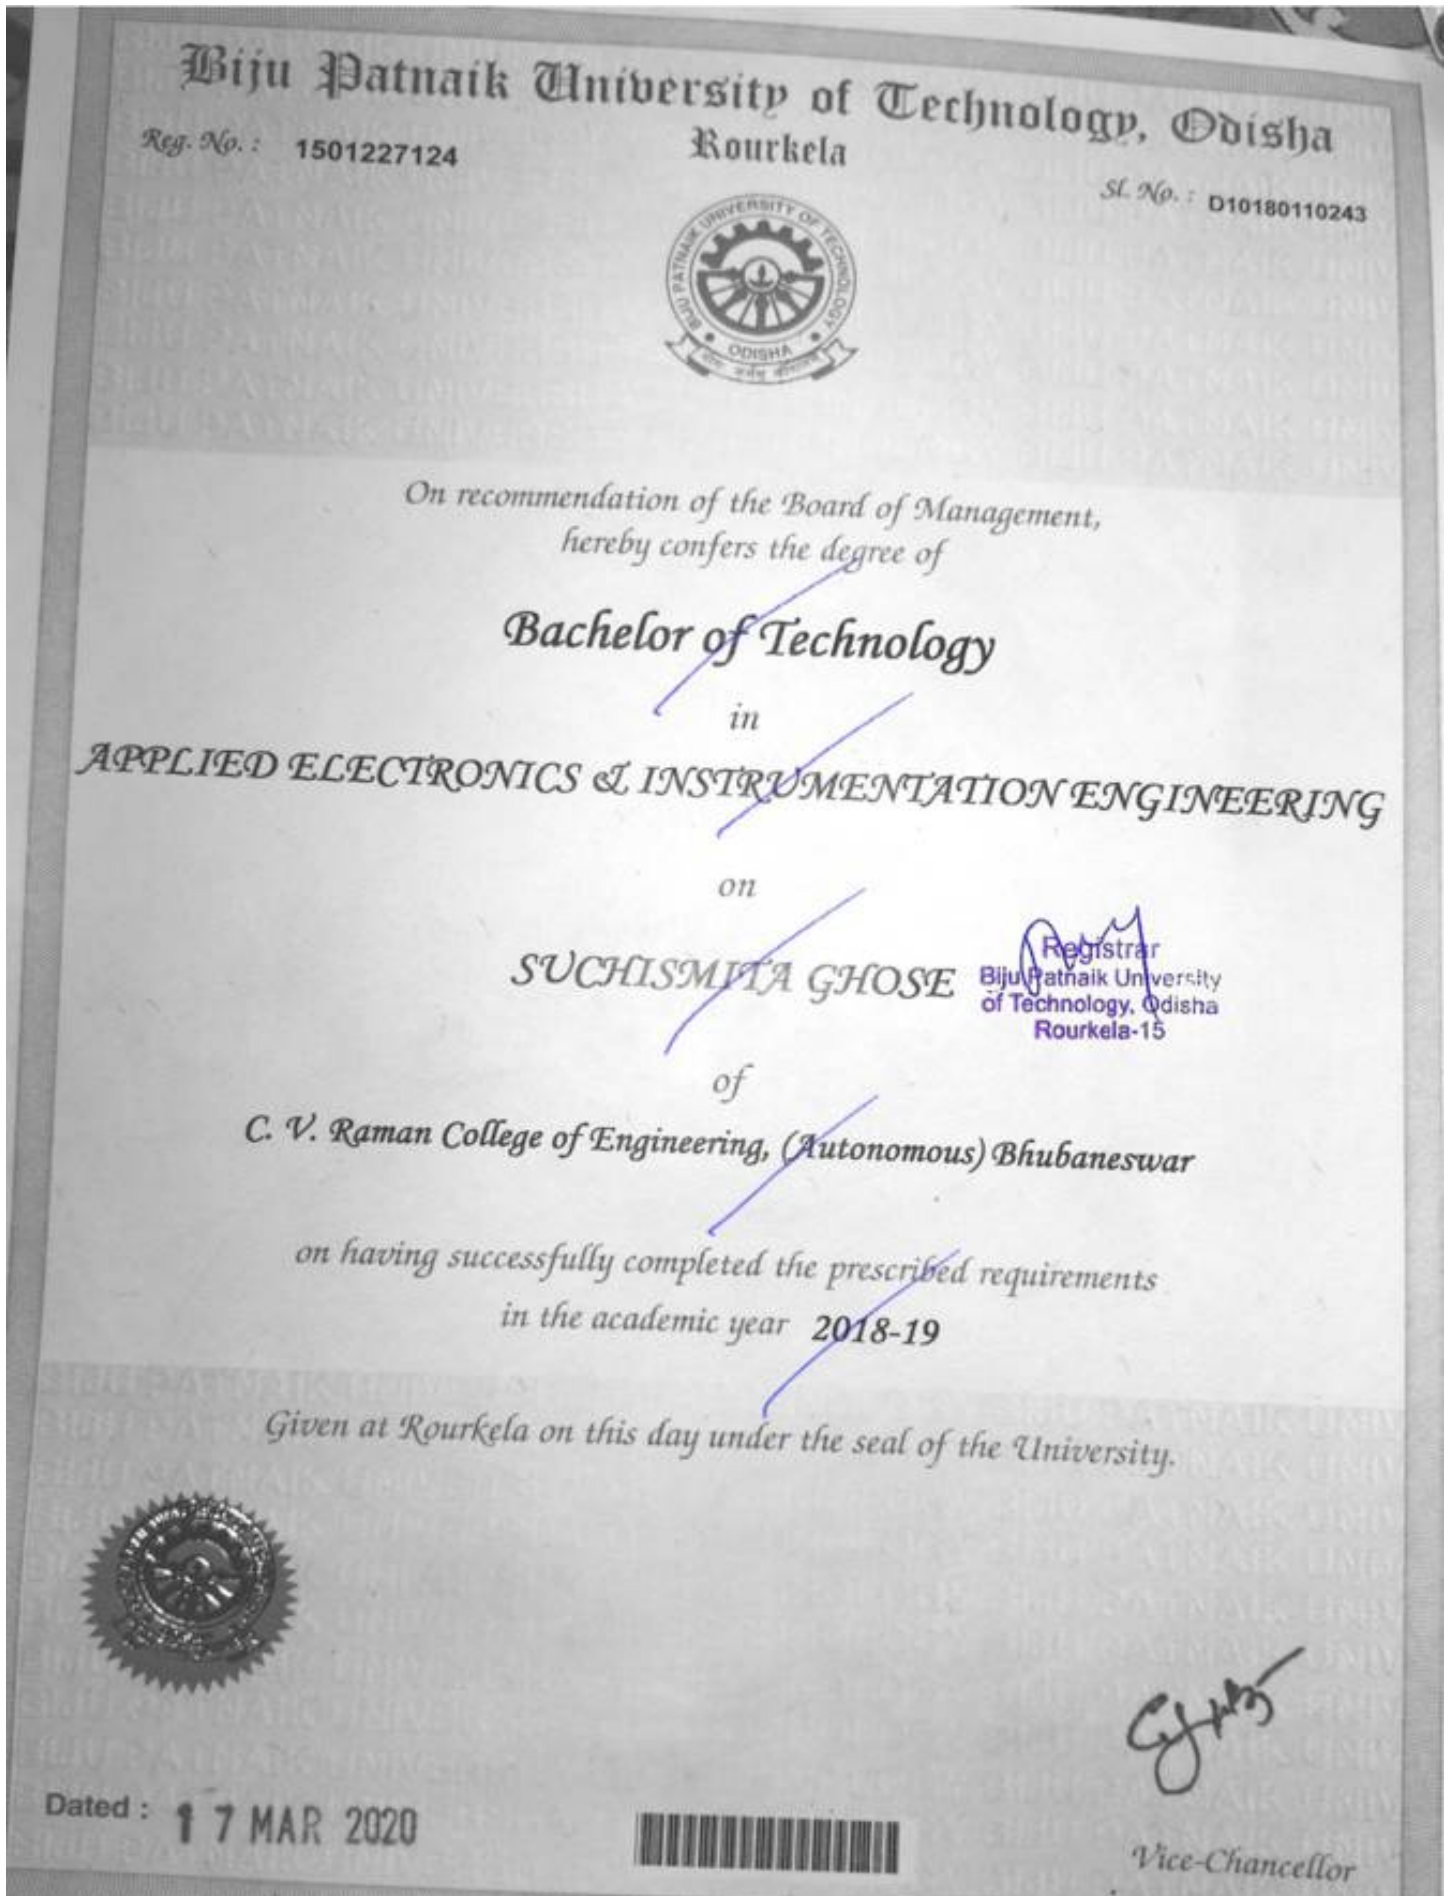 Biju Patnaik University of Technology, Odisha
Rourkela
Reg. No. : 1501227124
Sl. No. : D10180110243
BIJU PATNAIK UNIVERSITY OF TECHNOLOGY
ODISHA
On recommendation of the Board of Management,
hereby confers the degree of
Bachelor of Technology
in
APPLIED ELECTRONICS & INSTRUMENTATION ENGINEERING
on
SUCHISMITA GHOSE
Registrar
Biju Patnaik University
of Technology, Odisha
Rourkela-15
of
C. V. Raman College of Engineering, (Autonomous) Bhubaneswar
on having successfully completed the prescribed requirements
in the academic year 2018-19
Given at Rourkela on this day under the seal of the University.
Dated : 17 MAR 2020
Vice-Chancellor